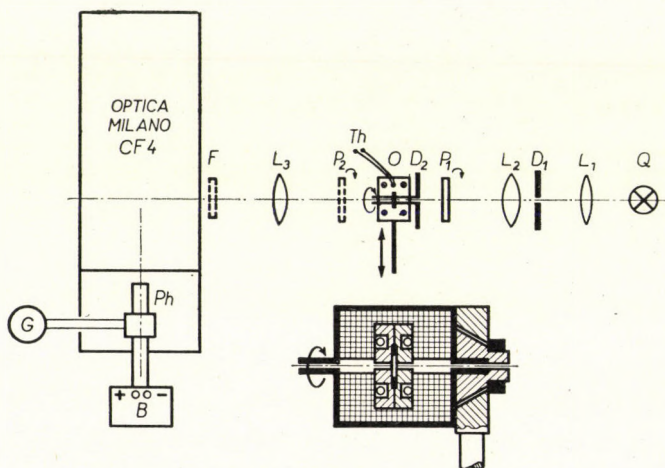 OPTICA
MILANO
CF4
F
L₃
P₂
Th
O
D₂
P₁
L₂
D₁
L₁
Q
Ph
G
+ −
B